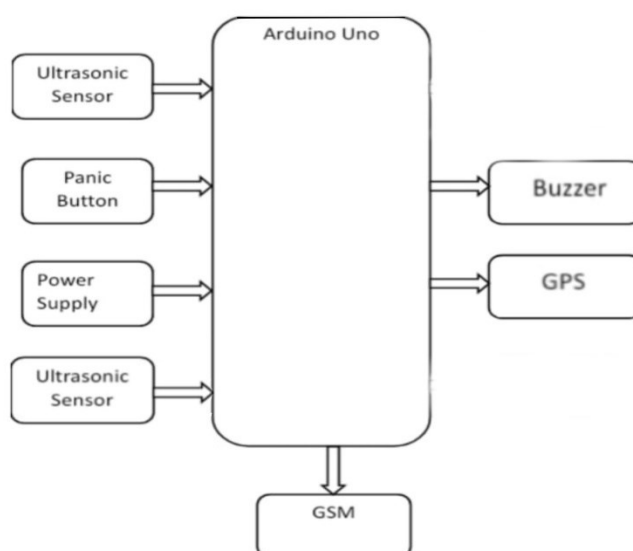 Arduino Uno
Ultrasonic
Sensor
Panic
Button
Power
Supply
Ultrasonic
Sensor
Buzzer
GPS
GSM